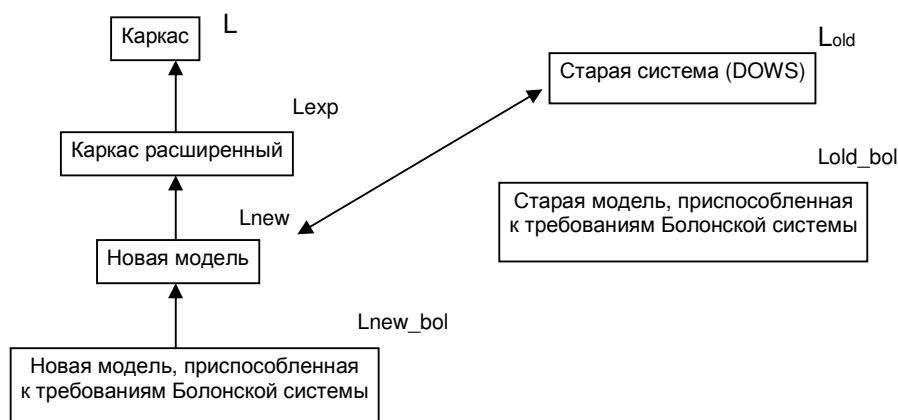 Каркас
L
Lold
Старая система (DOWS)
Lexp
Каркас расширенный
Lold_bol
Старая модель, приспособленная
к требованиям Болонской системы
Lnew
Новая модель
Lnew_bol
Новая модель, приспособленная
к требованиям Болонской системы